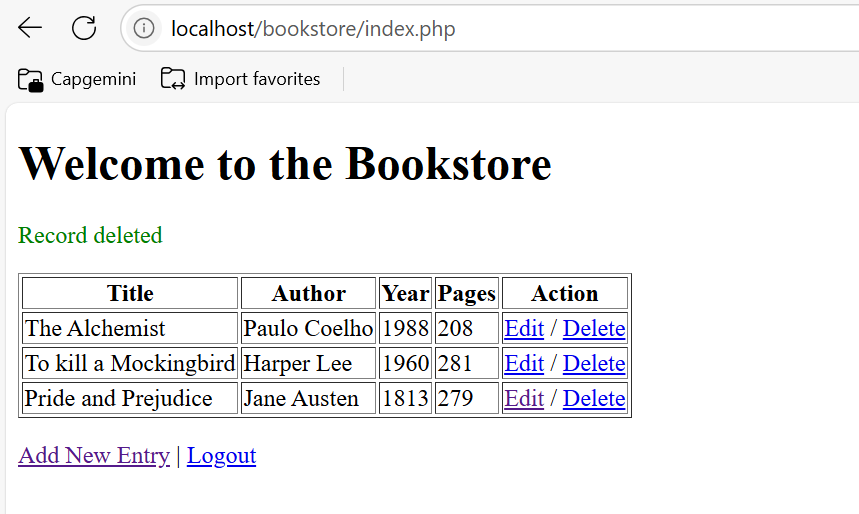 localhost/bookstore/index.php
Capgemini Import favorites
Welcome to the Bookstore
Record deleted
Title Author Year Pages Action
The Alchemist Paulo Coelho 1988 208 Edit / Delete
To kill a Mockingbird Harper Lee 1960 281 Edit / Delete
Pride and Prejudice Jane Austen 1813 279 Edit / Delete
Add New Entry | Logout